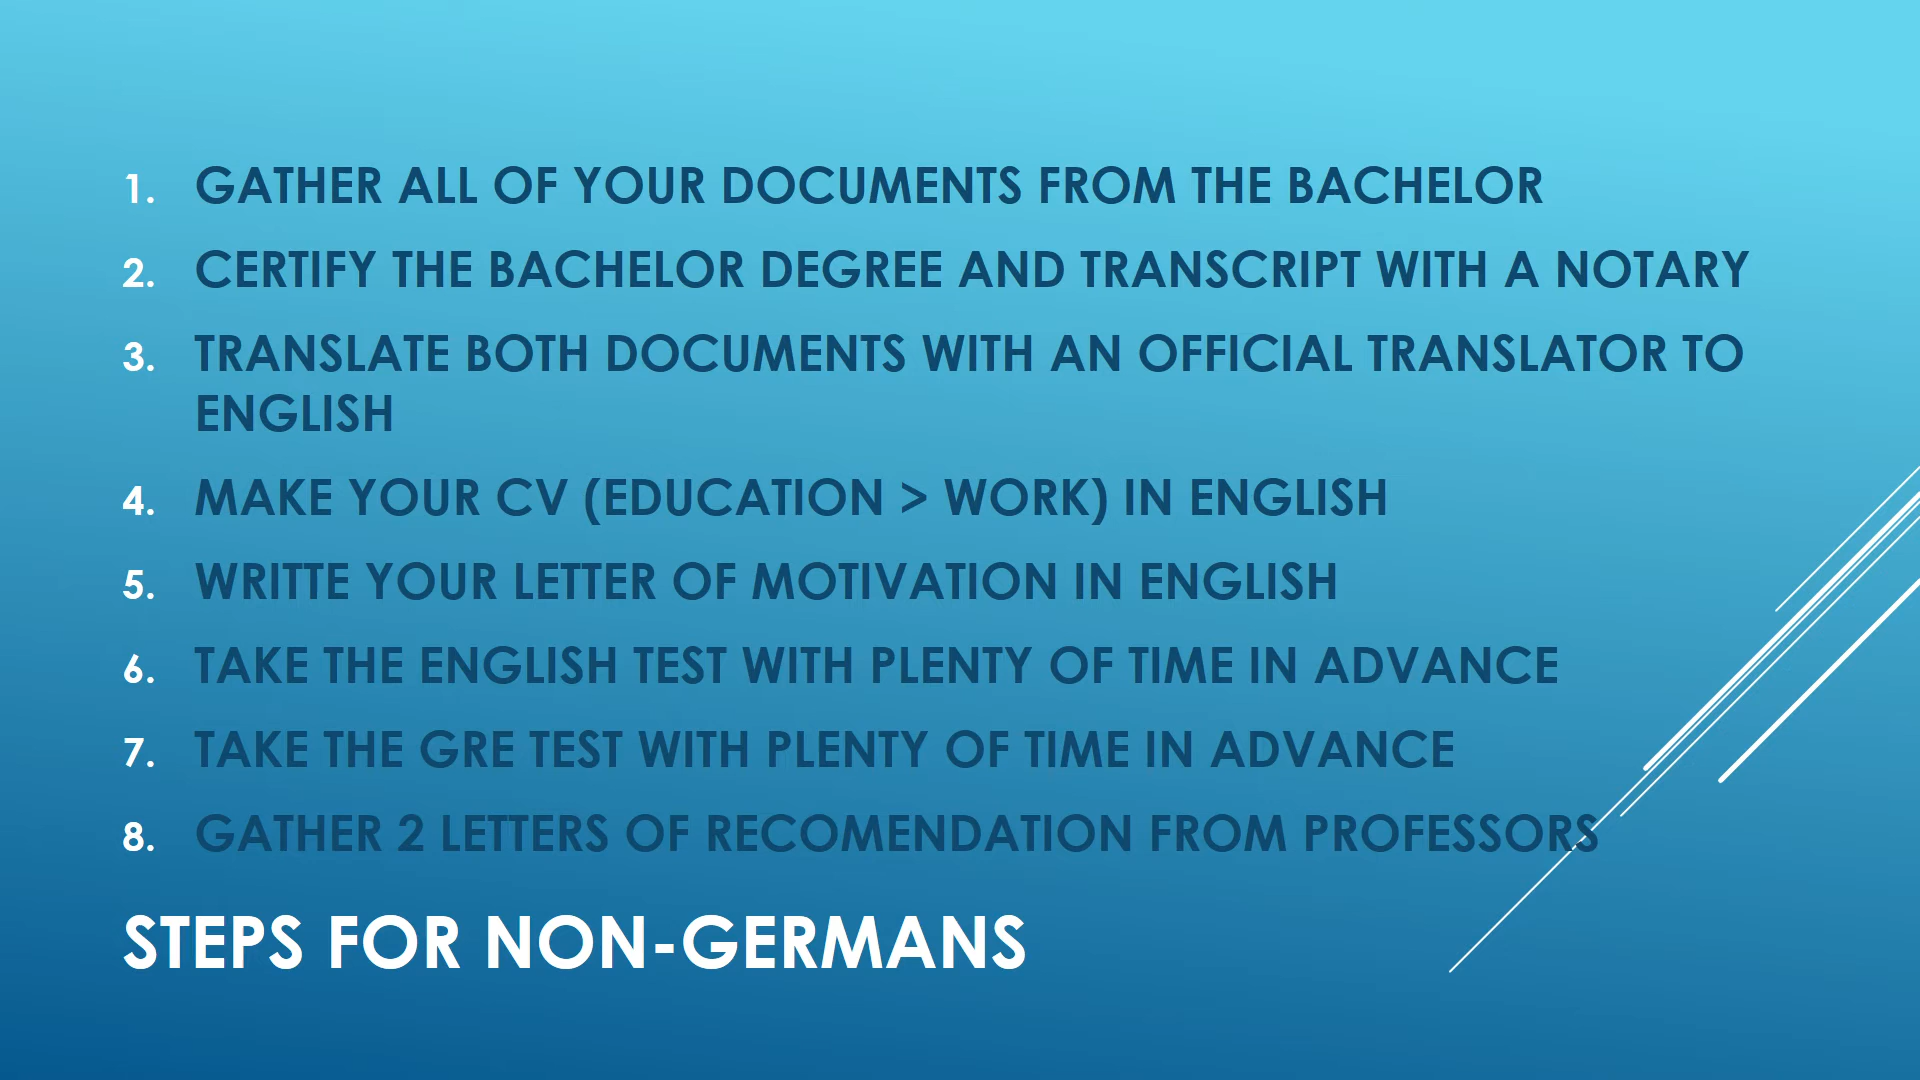 1. GATHER ALL OF YOUR DOCUMENTS FROM THE BACHELOR
2. CERTIFY THE BACHELOR DEGREE AND TRANSCRIPT WITH A NOTARY
3. TRANSLATE BOTH DOCUMENTS WITH AN OFFICIAL TRANSLATOR TO
ENGLISH
4. MAKE YOUR CV (EDUCATION > WORK) IN ENGLISH
5. WRITTE YOUR LETTER OF MOTIVATION IN ENGLISH
6. TAKE THE ENGLISH TEST WITH PLENTY OF TIME IN ADVANCE
7. TAKE THE GRE TEST WITH PLENTY OF TIME IN ADVANCE
8. GATHER 2 LETTERS OF RECOMENDATION FROM PROFESSORS
STEPS FOR NON-GERMANS